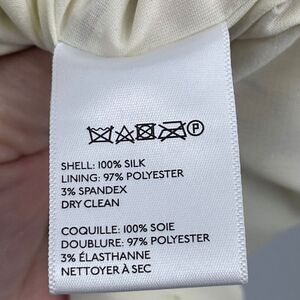 P
SHELL: 100% SILK
LINING: 97% POLYESTER
3% SPANDEX
DRY CLEAN
COQUILLE: 100% SOIE
DOUBLURE: 97% POLYESTER
3% ÉLASTHANNE
NETTOYER À SEC